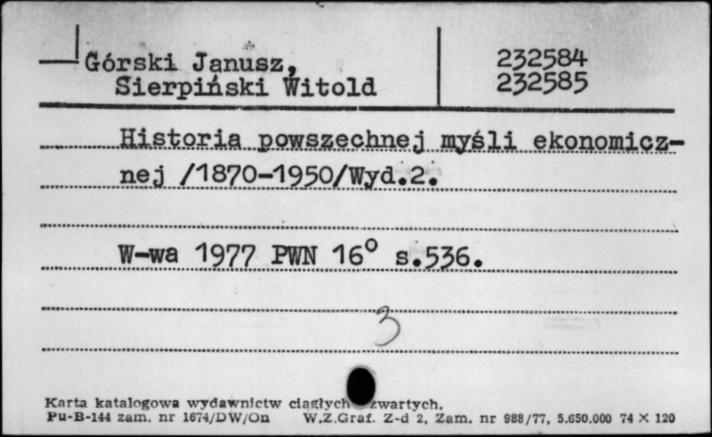 Górski Janusz,
Sierpiński Witold
232584
232585
Historia powszechnej myśli ekonomicz-
nej /1870-1950/Wyd.2.
W-wa 1977 PWN 16° s.536.
3
Karta katalogowa wydawnictw ciągłych zwartych.
Pu-B-144 zam. nr 1674/DW/On W.Z.Graf. Z-d 2, Zam. nr 988/77, 5.650.000 74 X 120